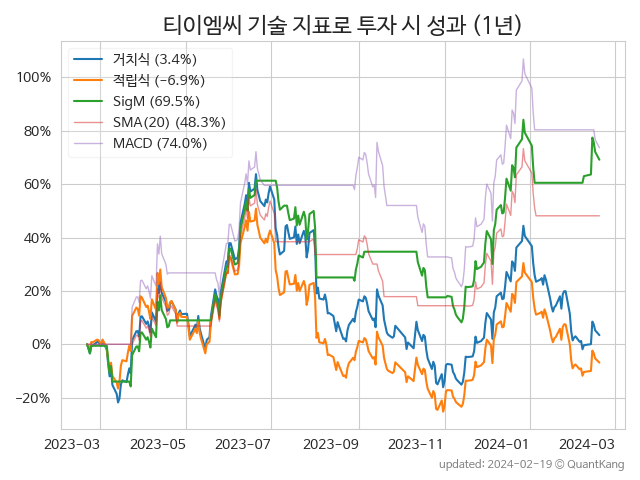 티이엠씨 기술 지표로 투자 시 성과 (1년)
거치식 (3.4%)
적립식 (−6.9%)
SigM (69.5%)
SMA(20) (48.3%)
MACD (74.0%)
100%
80%
60%
40%
20%
0%
−20%
2023-03 2023-05 2023-07 2023-09 2023-11 2024-01 2024-03
updated: 2024-02-19 © QuantKang